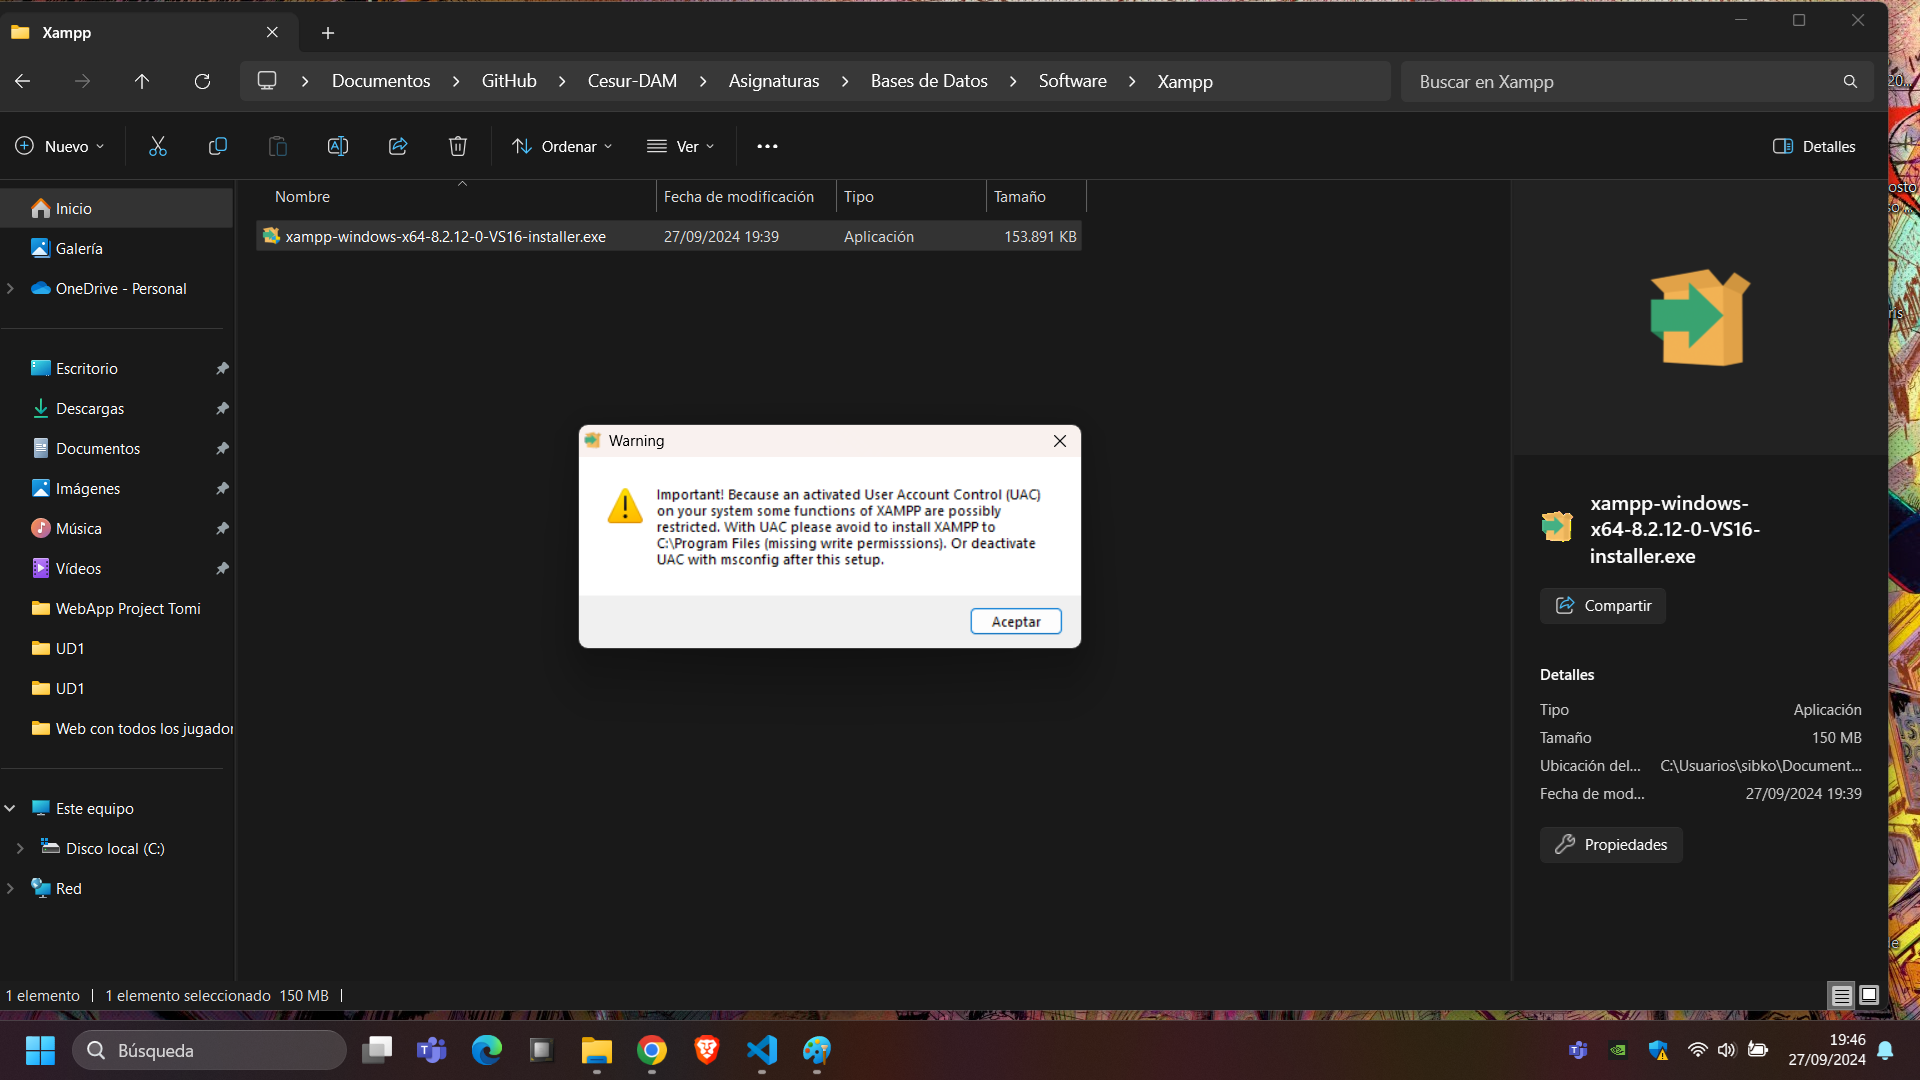 Xampp
Documentos
GitHub
Cesur-DAM
Asignaturas
Bases de Datos
Software
Xampp
Buscar en Xampp
Nuevo
Ordenar
Ver
Detalles
Inicio
Galería
OneDrive - Personal
Escritorio
Descargas
Documentos
Imágenes
Música
Vídeos
WebApp Project Tomi
UD1
UD1
Web con todos los jugador
Este equipo
Disco local (C:)
Red
Nombre
Fecha de modificación
Tipo
Tamaño
xampp-windows-x64-8.2.12-0-VS16-installer.exe
27/09/2024 19:39
Aplicación
153.891 KB
Warning
Important! Because an activated User Account Control (UAC)
on your system some functions of XAMPP are possibly
restricted. With UAC please avoid to install XAMPP to
C:\Program Files (missing write permisssions). Or deactivate
UAC with msconfig after this setup.
Aceptar
xampp-windows-
x64-8.2.12-0-VS16-
installer.exe
Compartir
Detalles
Tipo
Aplicación
Tamaño
150 MB
Ubicación del...
C:\Usuarios\sibko\Document...
Fecha de mod...
27/09/2024 19:39
Propiedades
1 elemento
1 elemento seleccionado 150 MB
Búsqueda
19:46
27/09/2024